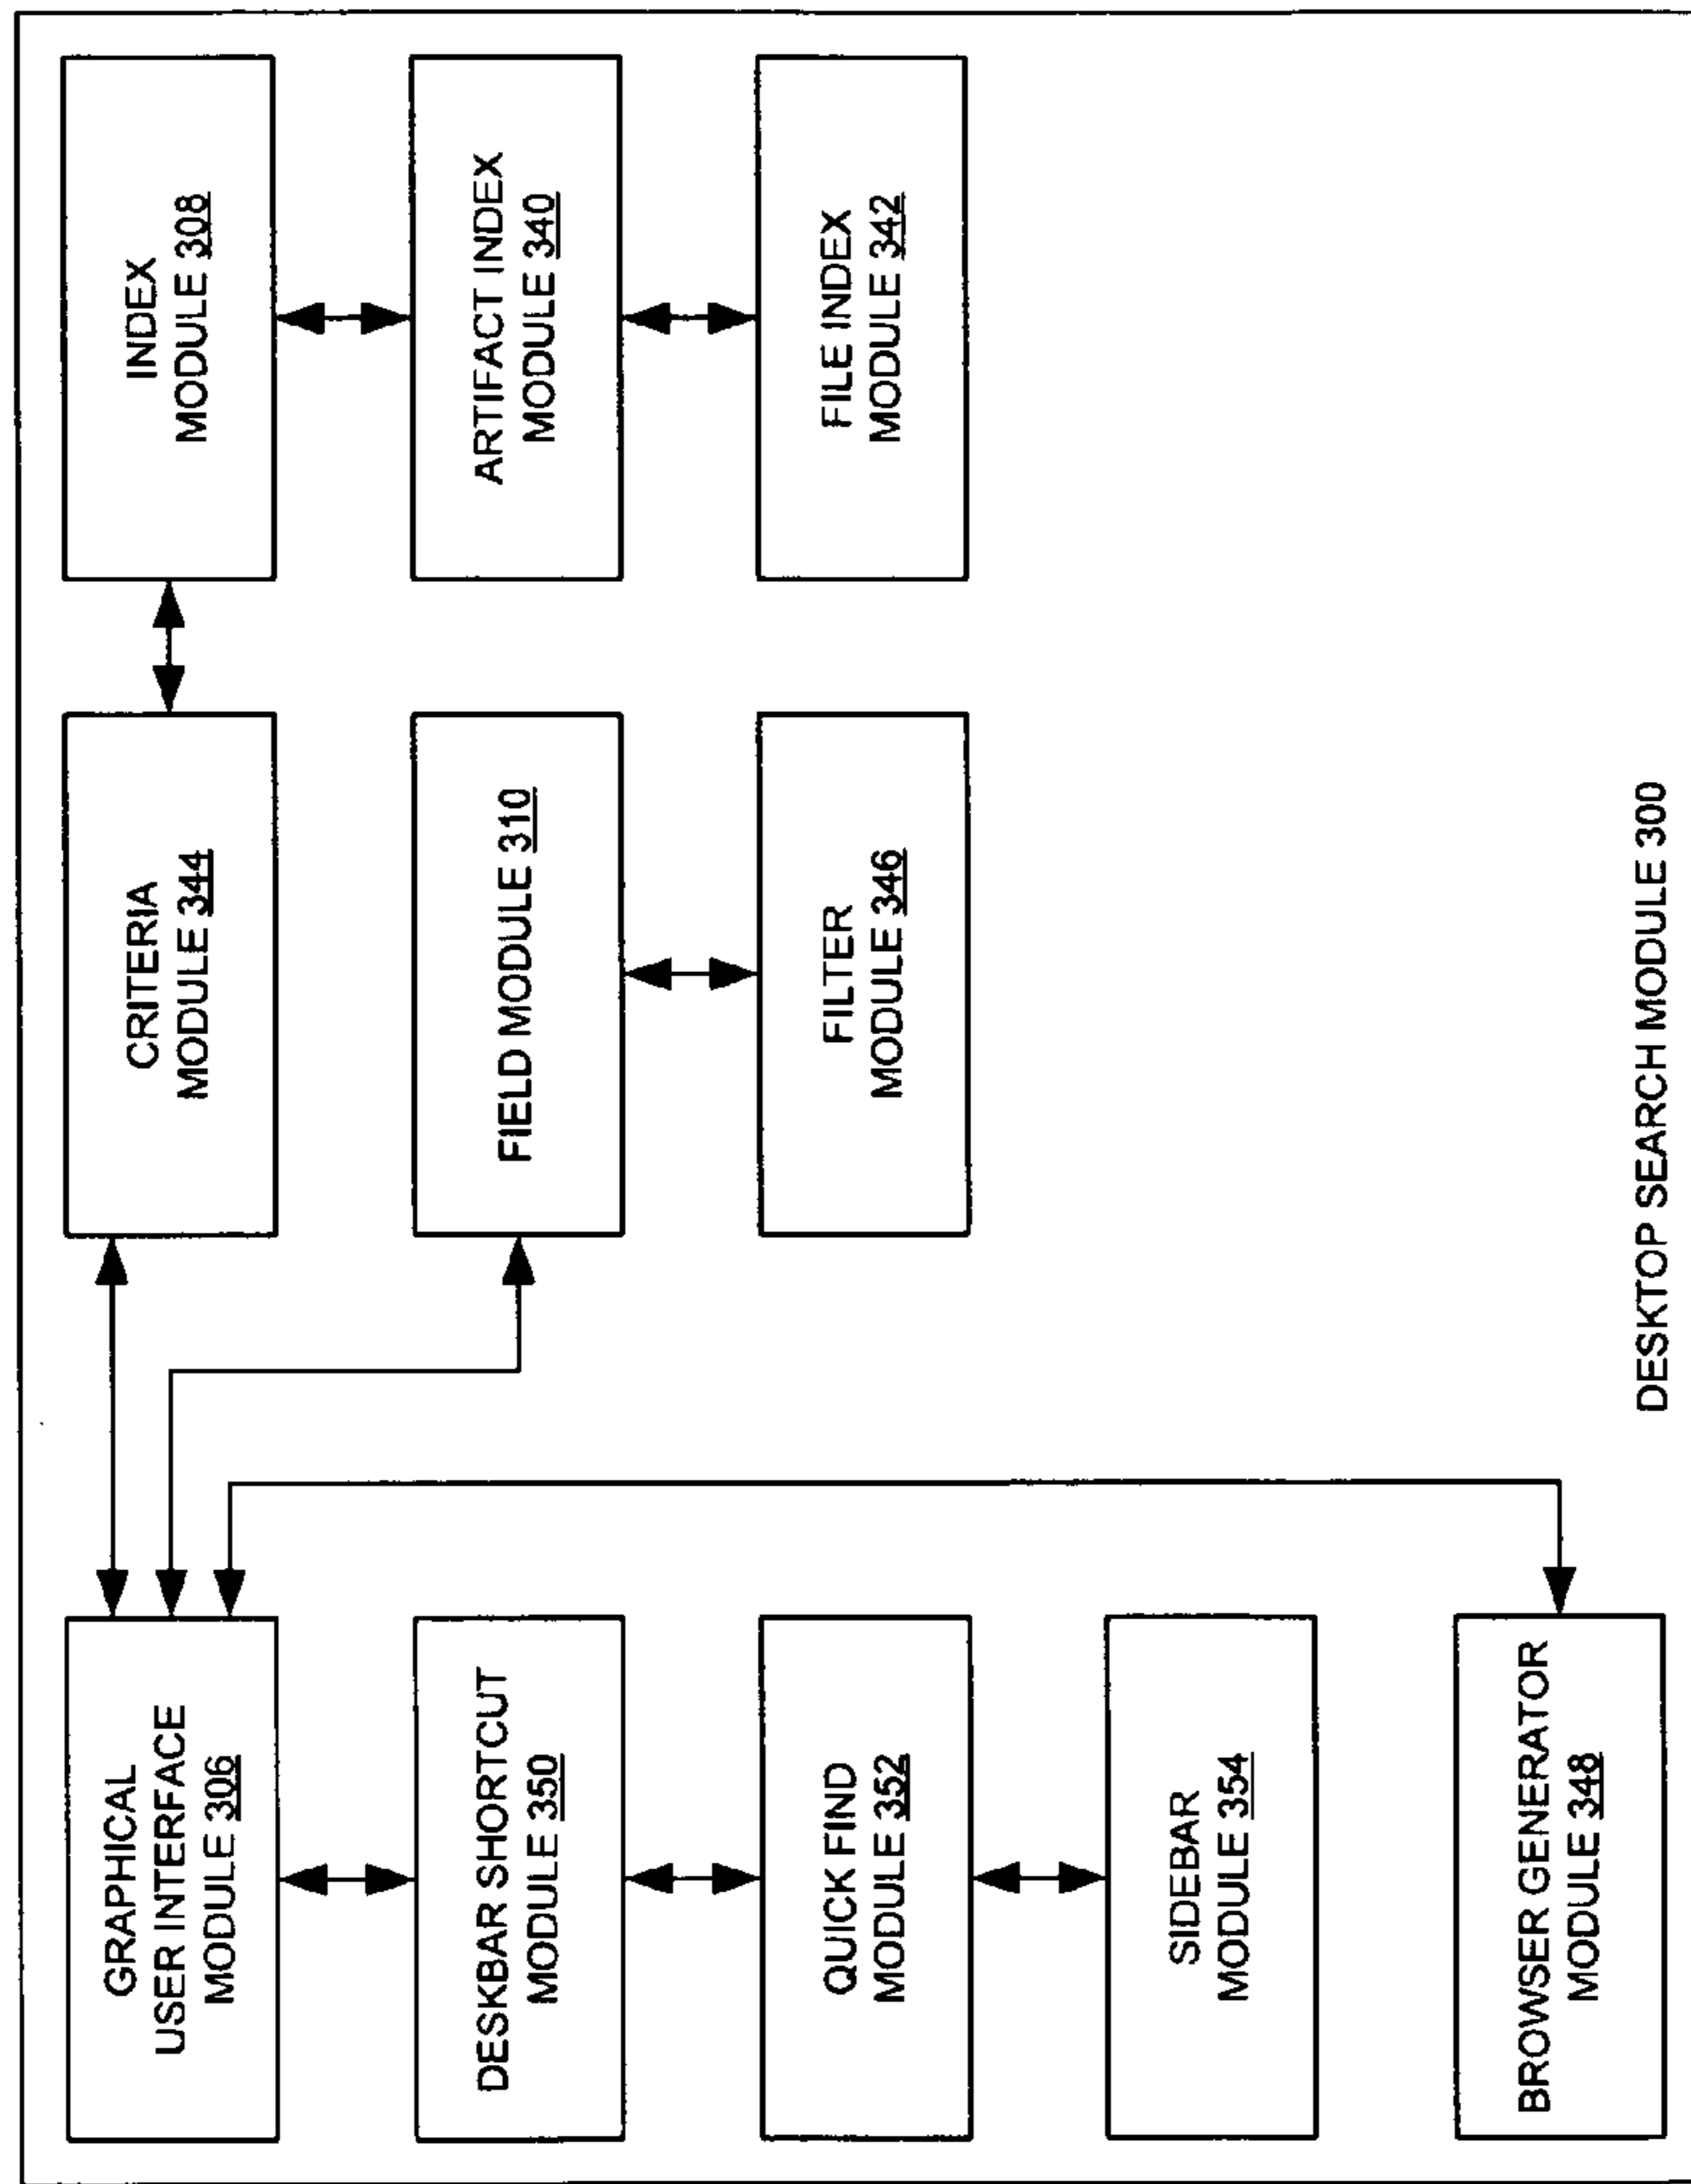 GRAPHICAL
USER INTERFACE
MODULE 306
DESKBAR SHORTCUT
MODULE 350
QUICK FIND
MODULE 352
SIDEBAR
MODULE 354
BROWSER GENERATOR
MODULE 348
CRITERIA
MODULE 344
FIELD MODULE 310
FILTER
MODULE 346
INDEX
MODULE 308
ARTIFACT INDEX
MODULE 340
FILE INDEX
MODULE 342
DESKTOP SEARCH MODULE 300